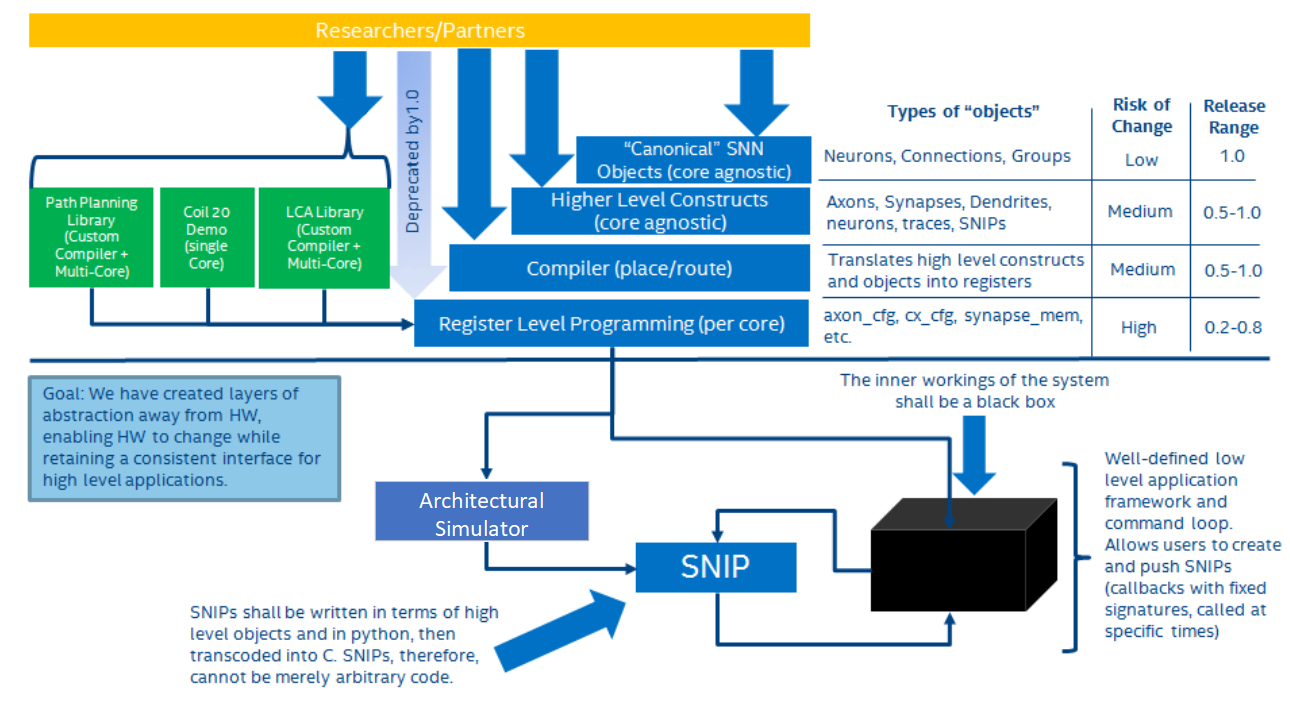 Researchers/Partners
Deprecated by1.0
Types of “objects”
Risk of
Change
Release
Range
“Canonical” SNN
Objects (core agnostic)
Neurons, Connections, Groups
Low
1.0
Higher Level Constructs
(core agnostic)
Axons, Synapses, Dendrites,
neurons, traces, SNIPs
Medium
0.5-1.0
Path Planning
Library
(Custom
Compiler +
Multi-Core)
Coil 20
Demo
(single
Core)
LCA Library
(Custom
Compiler +
Multi-Core)
Compiler (place/route)
Translates high level constructs
and objects into registers
Medium
0.5-1.0
Register Level Programming (per core)
axon_cfg, cx_cfg, synapse_mem,
etc.
High
0.2-0.8
Goal: We have created layers of
abstraction away from HW,
enabling HW to change while
retaining a consistent interface for
high level applications.
The inner workings of the system
shall be a black box
Architectural
Simulator
SNIP
Well-defined low
level application
framework and
command loop.
Allows users to create
and push SNIPs
(callbacks with fixed
signatures, called at
specific times)
SNIPs shall be written in terms of high
level objects and in python, then
transcoded into C. SNIPs, therefore,
cannot be merely arbitrary code.